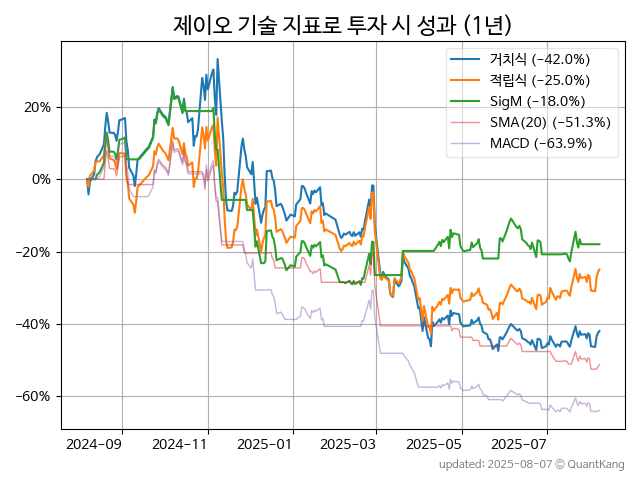 제이오 기술 지표로 투자 시 성과 (1년)
거치식 (−42.0%)
적립식 (−25.0%)
SigM (−18.0%)
SMA(20) (−51.3%)
MACD (−63.9%)
20%
0%
−20%
−40%
−60%
2024-09
2024-11
2025-01
2025-03
2025-05
2025-07
updated: 2025-08-07 © QuantKang